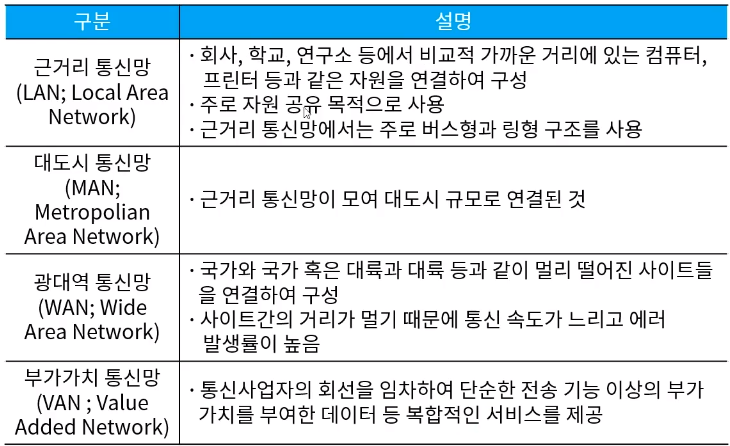 구분
설명
근거리 통신망
(LAN; Local Area
Network)
· 회사, 학교, 연구소 등에서 비교적 가까운 거리에 있는 컴퓨터,
프린터 등과 같은 자원을 연결하여 구성
· 주로 자원 공유 목적으로 사용
· 근거리 통신망에서는 주로 버스형과 링형 구조를 사용
대도시 통신망
(MAN;
Metropolian
Area Network)
· 근거리 통신망이 모여 대도시 규모로 연결된 것
광대역 통신망
(WAN; Wide
Area Network)
· 국가와 국가 혹은 대륙과 대륙 등과 같이 멀리 떨어진 사이트들
을 연결하여 구성
· 사이트간의 거리가 멀기 때문에 통신 속도가 느리고 에러
발생률이 높음
부가가치 통신망
(VAN ; Value
Added Network)
· 통신사업자의 회선을 임차하여 단순한 전송 기능 이상의 부가
가치를 부여한 데이터 등 복합적인 서비스를 제공